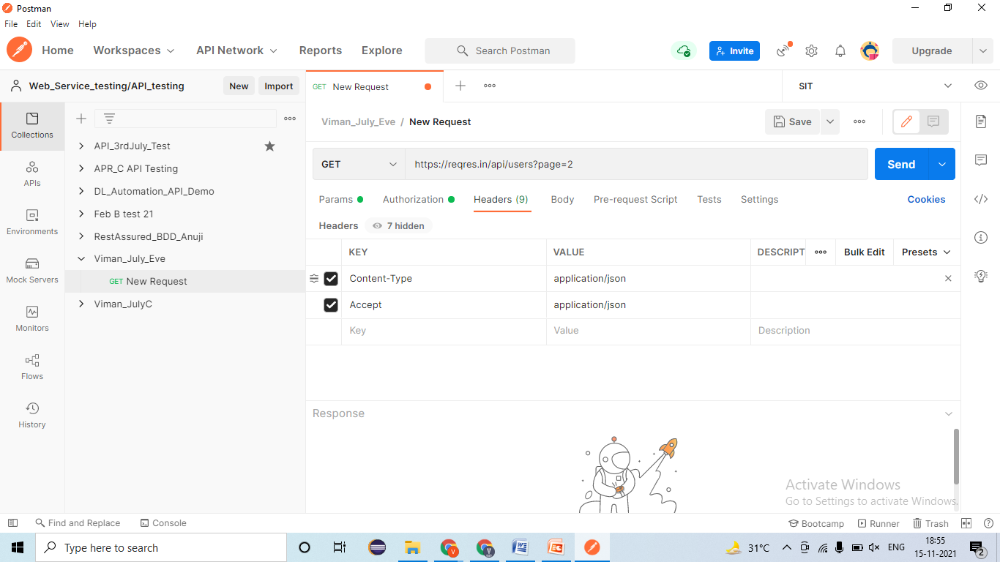 Postman
File Edit View Help
Home Workspaces API Network Reports Explore Search Postman Invite Upgrade
Web_Service_testing/API_testing New Import GET New Request SIT
Viman_July_Eve / New Request Save
Collections
APIs
Environments
Mock Servers
Monitors
Flows
History
API_3rdJuly_Test
APR_C API Testing
DL_Automation_API_Demo
Feb B test 21
RestAssured_BDD_Anuji
Viman_July_Eve
GET New Request
Viman_JulyC
GET https://reqres.in/api/users?page=2 Send
Params Authorization Headers (9) Body Pre-request Script Tests Settings Cookies
Headers 7 hidden
KEY VALUE DESCRIPT Bulk Edit Presets
Content-Type application/json
Accept application/json
Key Value Description
Response
Activate Windows
Go to Settings to activate Windows.
Find and Replace Console Bootcamp Runner Trash
Type here to search 31°C ENG 18:55
15-11-2021 2